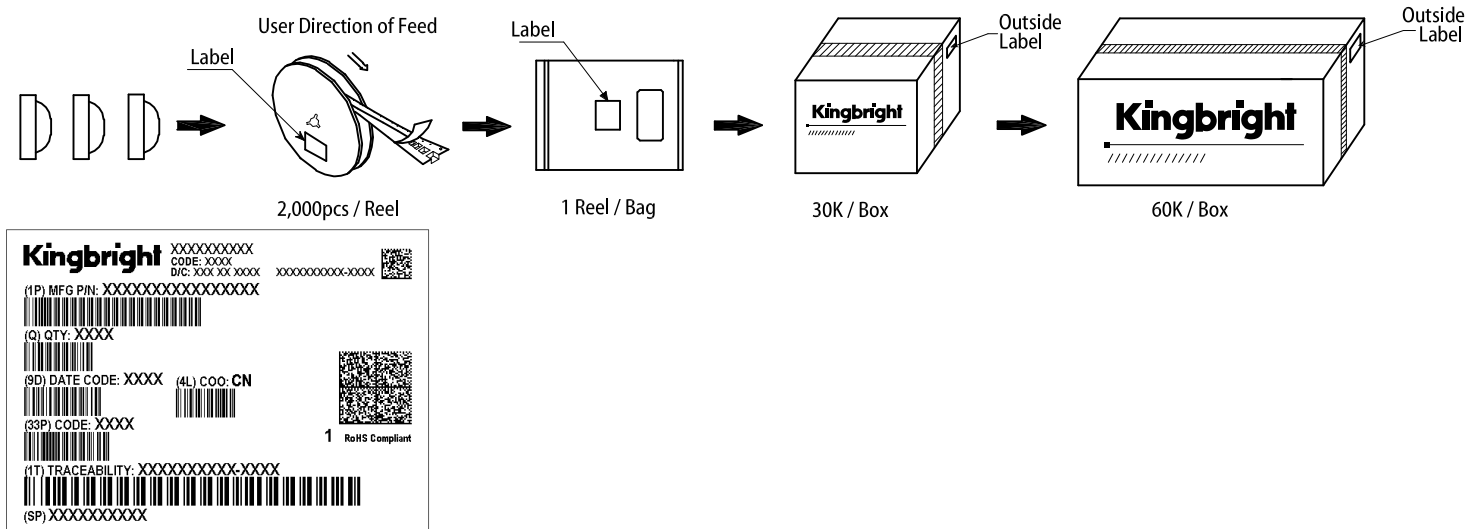 User Direction of Feed
Label
2,000pcs / Reel
Label
1 Reel / Bag
Outside
Label
Kingbright
30K / Box
Outside
Label
Kingbright
60K / Box
Kingbright
XXXXXXXXXX
CODE: XXXX
D/C: XXX XX XXXX XXXXXXXXXX-XXXX
(1P) MFG P/N: XXXXXXXXXXXXXXXX
(Q) QTY: XXXX
(9D) DATE CODE: XXXX (4L) COO: CN
(33P) CODE: XXXX
1 RoHS Compliant
(1T) TRACEABILITY: XXXXXXXXXX-XXXX
(SP) XXXXXXXXXX